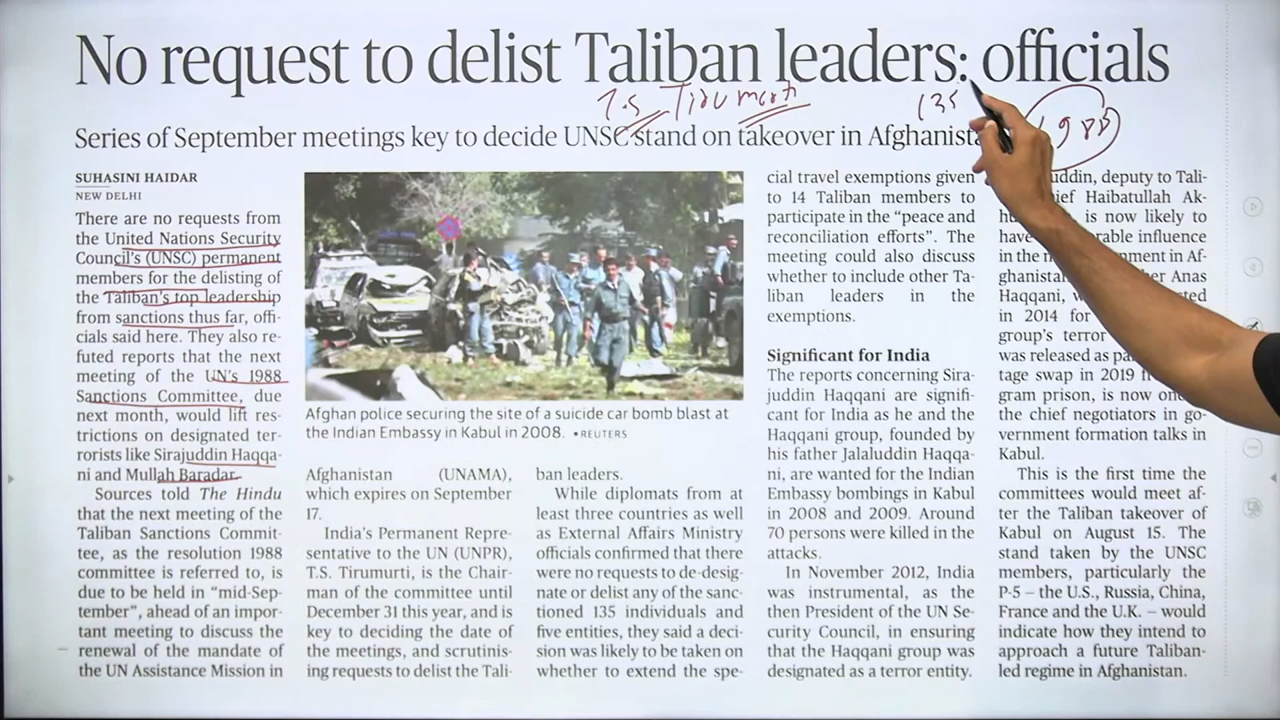 No request to delist Taliban leaders: officials
T.S Tirumurti 135 1988
Series of September meetings key to decide UNSC stand on takeover in
SUHASINI HAIDAR
NEW DELHI
There are no requests from
the United Nations Security
Council's (UNSC) permanent
members for the delisting of
the Taliban's top leadership
from sanctions thus far, offi-
cials said here. They also re-
futed reports that the next
meeting of the UN's 1988
Sanctions Committee, due
next month, would lift res-
trictions on designated ter-
rorists like Sirajuddin Haqqa-
ni and Mullah Baradar.
Sources told The Hindu
that the next meeting of the
Taliban Sanctions Commit-
tee, as the resolution 1988
committee is referred to, is
due to be held in "mid-Sep-
tember", ahead of an impor-
tant meeting to discuss the
renewal of the mandate of
the UN Assistance Mission in
Afghan police securing the site of a suicide car bomb blast at
the Indian Embassy in Kabul in 2008. • REUTERS
Afghanistan (UNAMA),
which expires on September
17.
India's Permanent Repre-
sentative to the UN (UNPR),
T.S. Tirumurti, is the Chair-
man of the committee until
December 31 this year, and is
key to deciding the date of
the meetings, and scrutinis-
ing requests to delist the Tali-
ban leaders.
While diplomats from at
least three countries as well
as External Affairs Ministry
officials confirmed that there
were no requests to de-desig-
nate or delist any of the sanc-
tioned 135 individuals and
five entities, they said a deci-
sion was likely to be taken on
whether to extend the spe-
cial travel exemptions given
to 14 Taliban members to
participate in the "peace and
reconciliation efforts". The
meeting could also discuss
whether to include other Ta-
liban leaders in the
exemptions.
Significant for India
The reports concerning Sira-
juddin Haqqani are signifi-
cant for India as he and the
Haqqani group, founded by
his father Jalaluddin Haqqa-
ni, are wanted for the Indian
Embassy bombings in Kabul
in 2008 and 2009. Around
70 persons were killed in the
attacks.
In November 2012, India
was instrumental, as the
then President of the UN Se-
curity Council, in ensuring
that the Haqqani group was
designated as a terror entity.
deputy to Tali-
Haibatullah Ak-
is now likely to
have influence
in the in Af-
Anas
Haqqani,
in 2014 for
group's terror
was released as
tage swap in 2019
gram prison, is now
the chief negotiators in go-
vernment formation talks in
Kabul.
This is the first time the
committees would meet af-
ter the Taliban takeover of
Kabul on August 15. The
stand taken by the UNSC
members, particularly the
P-5 – the U.S., Russia, China,
France and the U.K. – would
indicate how they intend to
approach a future Taliban-
led regime in Afghanistan.